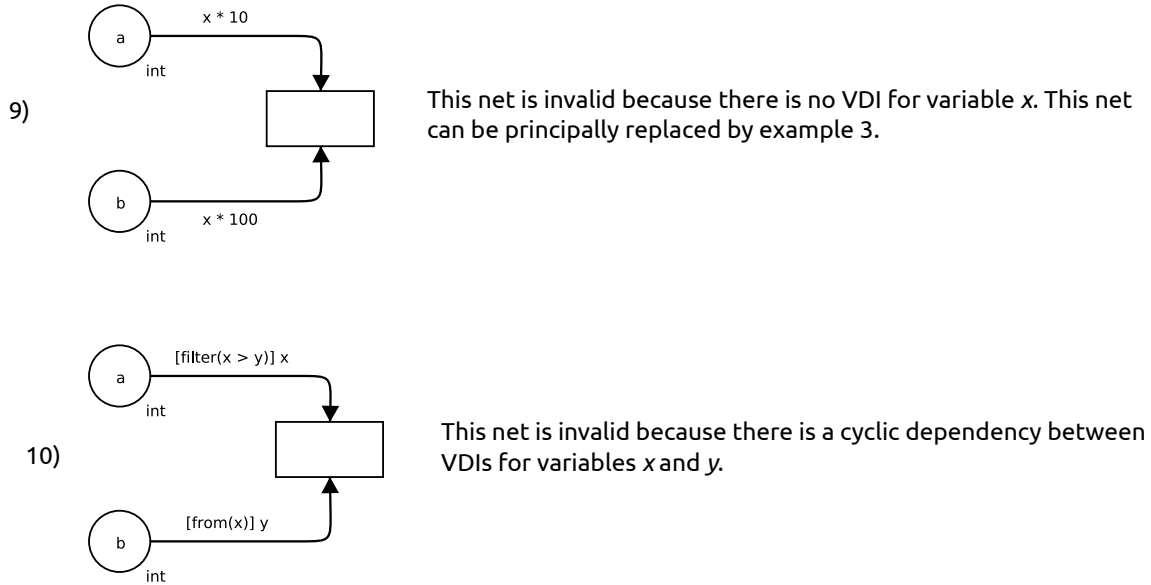 x * 10
a
int
9)
This net is invalid because there is no VDI for variable x. This net
can be principally replaced by example 3.
b
x * 100
int
[filter(x > y)] x
a
int
10)
This net is invalid because there is a cyclic dependency between
VDIs for variables x and y.
[from(x)] y
b
int